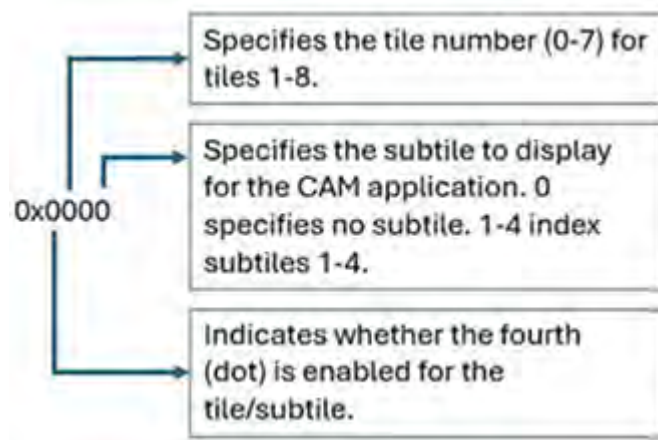 Specifies the tile number (0-7) for
tiles 1-8.
Specifies the subtile to display
for the CAM application. 0
specifies no subtile. 1-4 index
subtiles 1-4.
0x0000
Indicates whether the fourth
(dot) is enabled for the
tile/subtile.